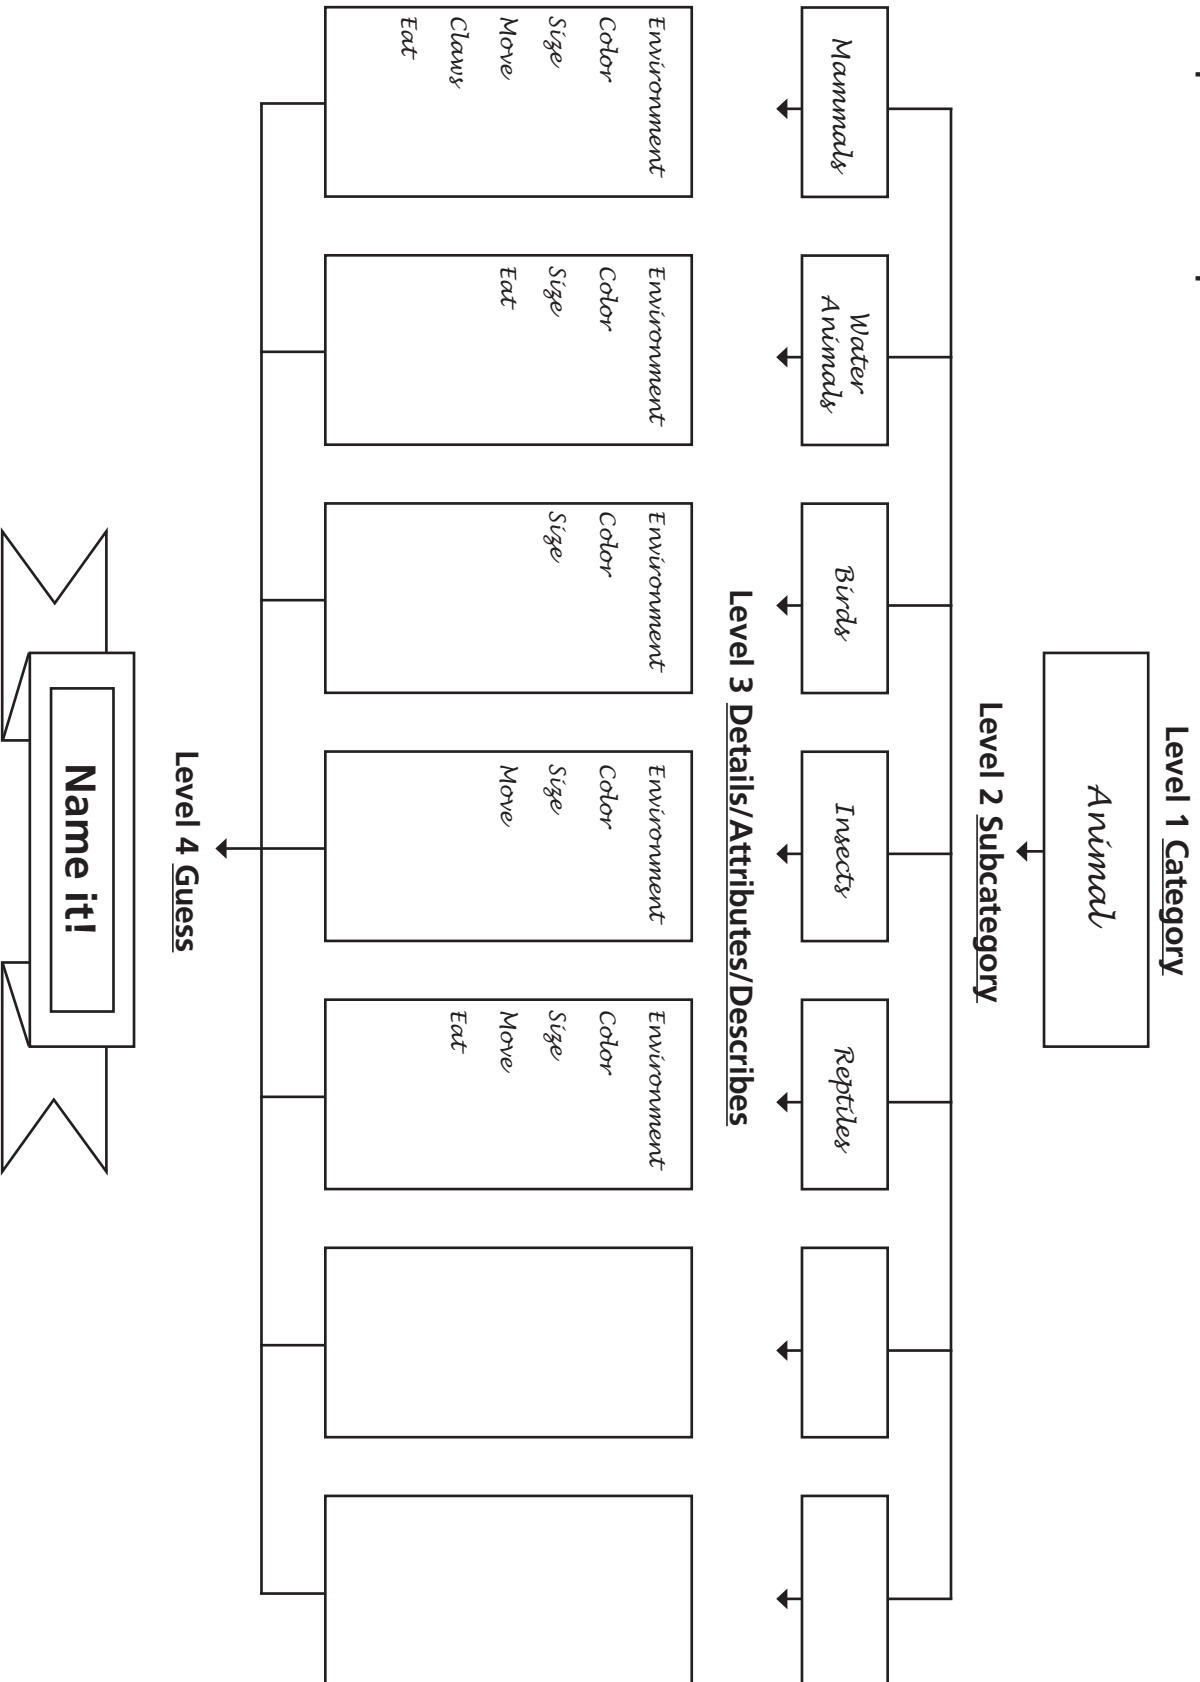 Level 1 Category
Animal
Level 2 Subcategory
Mammals
Water
Animals
Birds
Insects
Reptiles
Level 3 Details/Attributes/Describes
Environment
Color
Size
Move
Claws
Eat
Environment
Color
Size
Eat
Environment
Color
Size
Environment
Color
Size
Move
Environment
Color
Size
Move
Eat
Level 4 Guess
Name it!